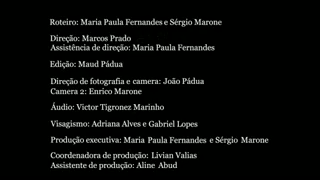 Roteiro: Maria Paula Fernandes e Sérgio Marone
Direção: Marcos Prado
Assistência de direção: Maria Paula Fernandes
Edição: Maud Pádua
Direção de fotografia e camera: João Pádua
Camera 2: Enrico Marone
Áudio: Victor Tigronez Marinho
Visagismo: Adriana Alves e Gabriel Lopes
Produção executiva: Maria Paula Fernandes e Sérgio Marone
Coordenadora de produção: Livian Valias
Assistente de produção: Aline Abud